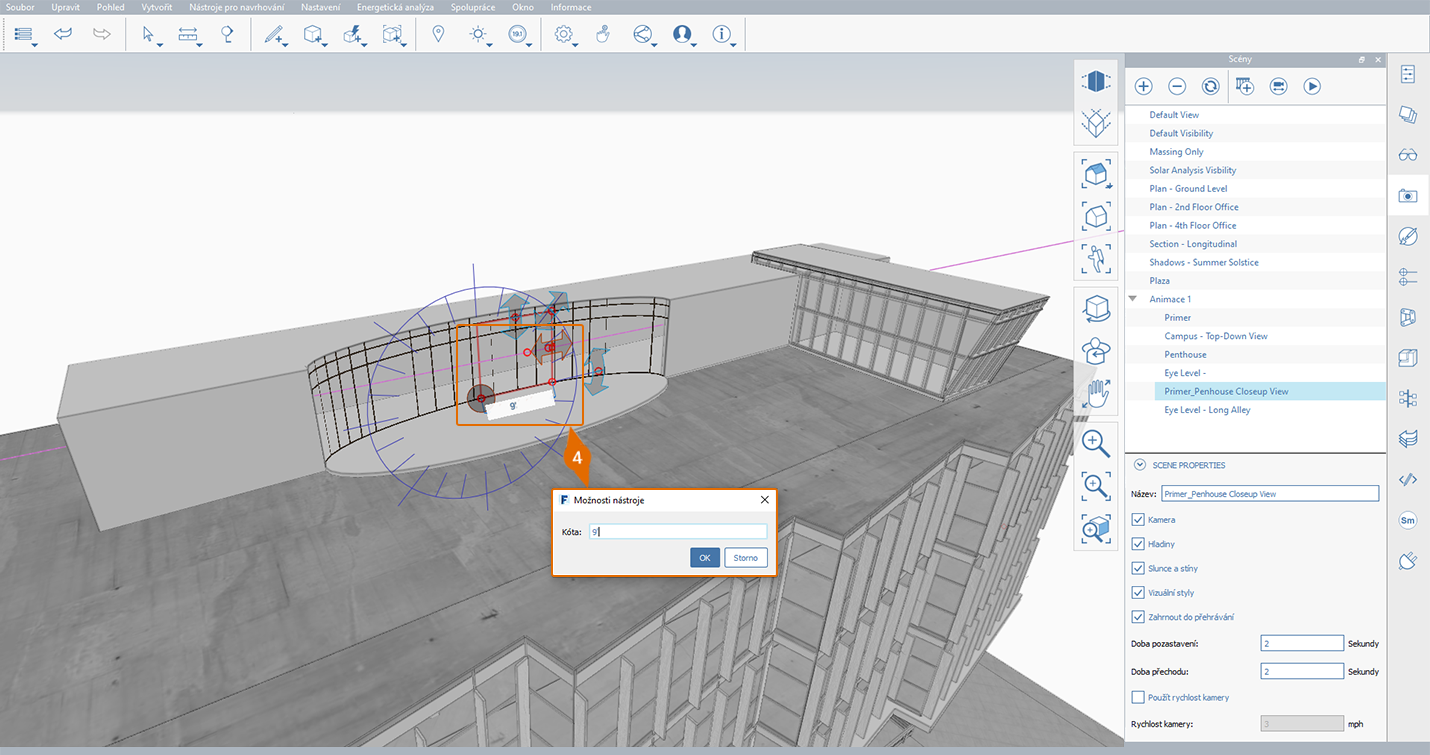 Soubor Upravit Pohled Vytvořit Nástroje pro navrhování Nastavení Energetická analýza Spolupráce Okno Informace
19.1
Scény
Default View
Default Visibility
Massing Only
Solar Analysis Visbility
Plan - Ground Level
Plan - 2nd Floor Office
Plan - 4th Floor Office
Section - Longitudinal
Shadows - Summer Solstice
Plaza
Animace 1
Primer
Campus - Top-Down View
Penthouse
Eye Level -
Primer_Penhouse Closeup View
Eye Level - Long Alley
SCENE PROPERTIES
Název: Primer_Penhouse Closeup View
Kamera
Hladiny
Slunce a stíny
Vizuální styly
Zahrnout do přehrávání
Doba pozastavení: 2 Sekundy
Doba přechodu: 2 Sekundy
Použít rychlost kamery
Rychlost kamery: 3 mph
Sm
9'
4
F Možnosti nástroje
Kóta: 9'
OK Storno